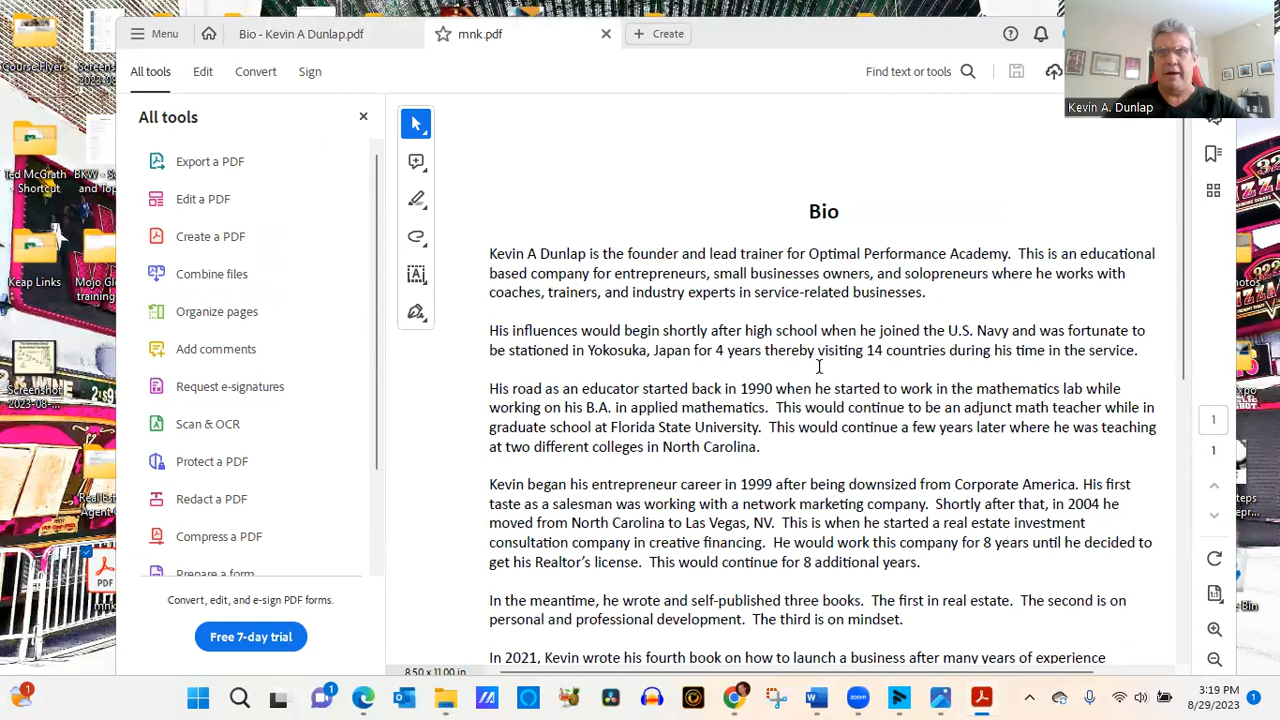 Menu
Bio - Kevin A Dunlap.pdf
mnk.pdf
Create
All tools
Edit
Convert
Sign
Find text or tools
Kevin A. Dunlap
All tools
Export a PDF
Edit a PDF
Create a PDF
Combine files
Organize pages
Add comments
Request e-signatures
Scan & OCR
Protect a PDF
Redact a PDF
Compress a PDF
Prepare a form
Convert, edit, and e-sign PDF forms.
Free 7-day trial
Bio
Kevin A Dunlap is the founder and lead trainer for Optimal Performance Academy. This is an educational
based company for entrepreneurs, small businesses owners, and solopreneurs where he works with
coaches, trainers, and industry experts in service-related businesses.
His influences would begin shortly after high school when he joined the U.S. Navy and was fortunate to
be stationed in Yokosuka, Japan for 4 years thereby visiting 14 countries during his time in the service.
His road as an educator started back in 1990 when he started to work in the mathematics lab while
working on his B.A. in applied mathematics. This would continue to be an adjunct math teacher while in
graduate school at Florida State University. This would continue a few years later where he was teaching
at two different colleges in North Carolina.
Kevin began his entrepreneur career in 1999 after being downsized from Corporate America. His first
taste as a salesman was working with a network marketing company. Shortly after that, in 2004 he
moved from North Carolina to Las Vegas, NV. This is when he started a real estate investment
consultation company in creative financing. He would work this company for 8 years until he decided to
get his Realtor's license. This would continue for 8 additional years.
In the meantime, he wrote and self-published three books. The first in real estate. The second is on
personal and professional development. The third is on mindset.
In 2021, Kevin wrote his fourth book on how to launch a business after many years of experience
8.50 x 11.00 in
1
1
Course Flyers
Ted McGrath
- Shortcut
Keap Links
Screenshot
2023-08-...
PDF
mnk
3:19 PM
8/29/2023